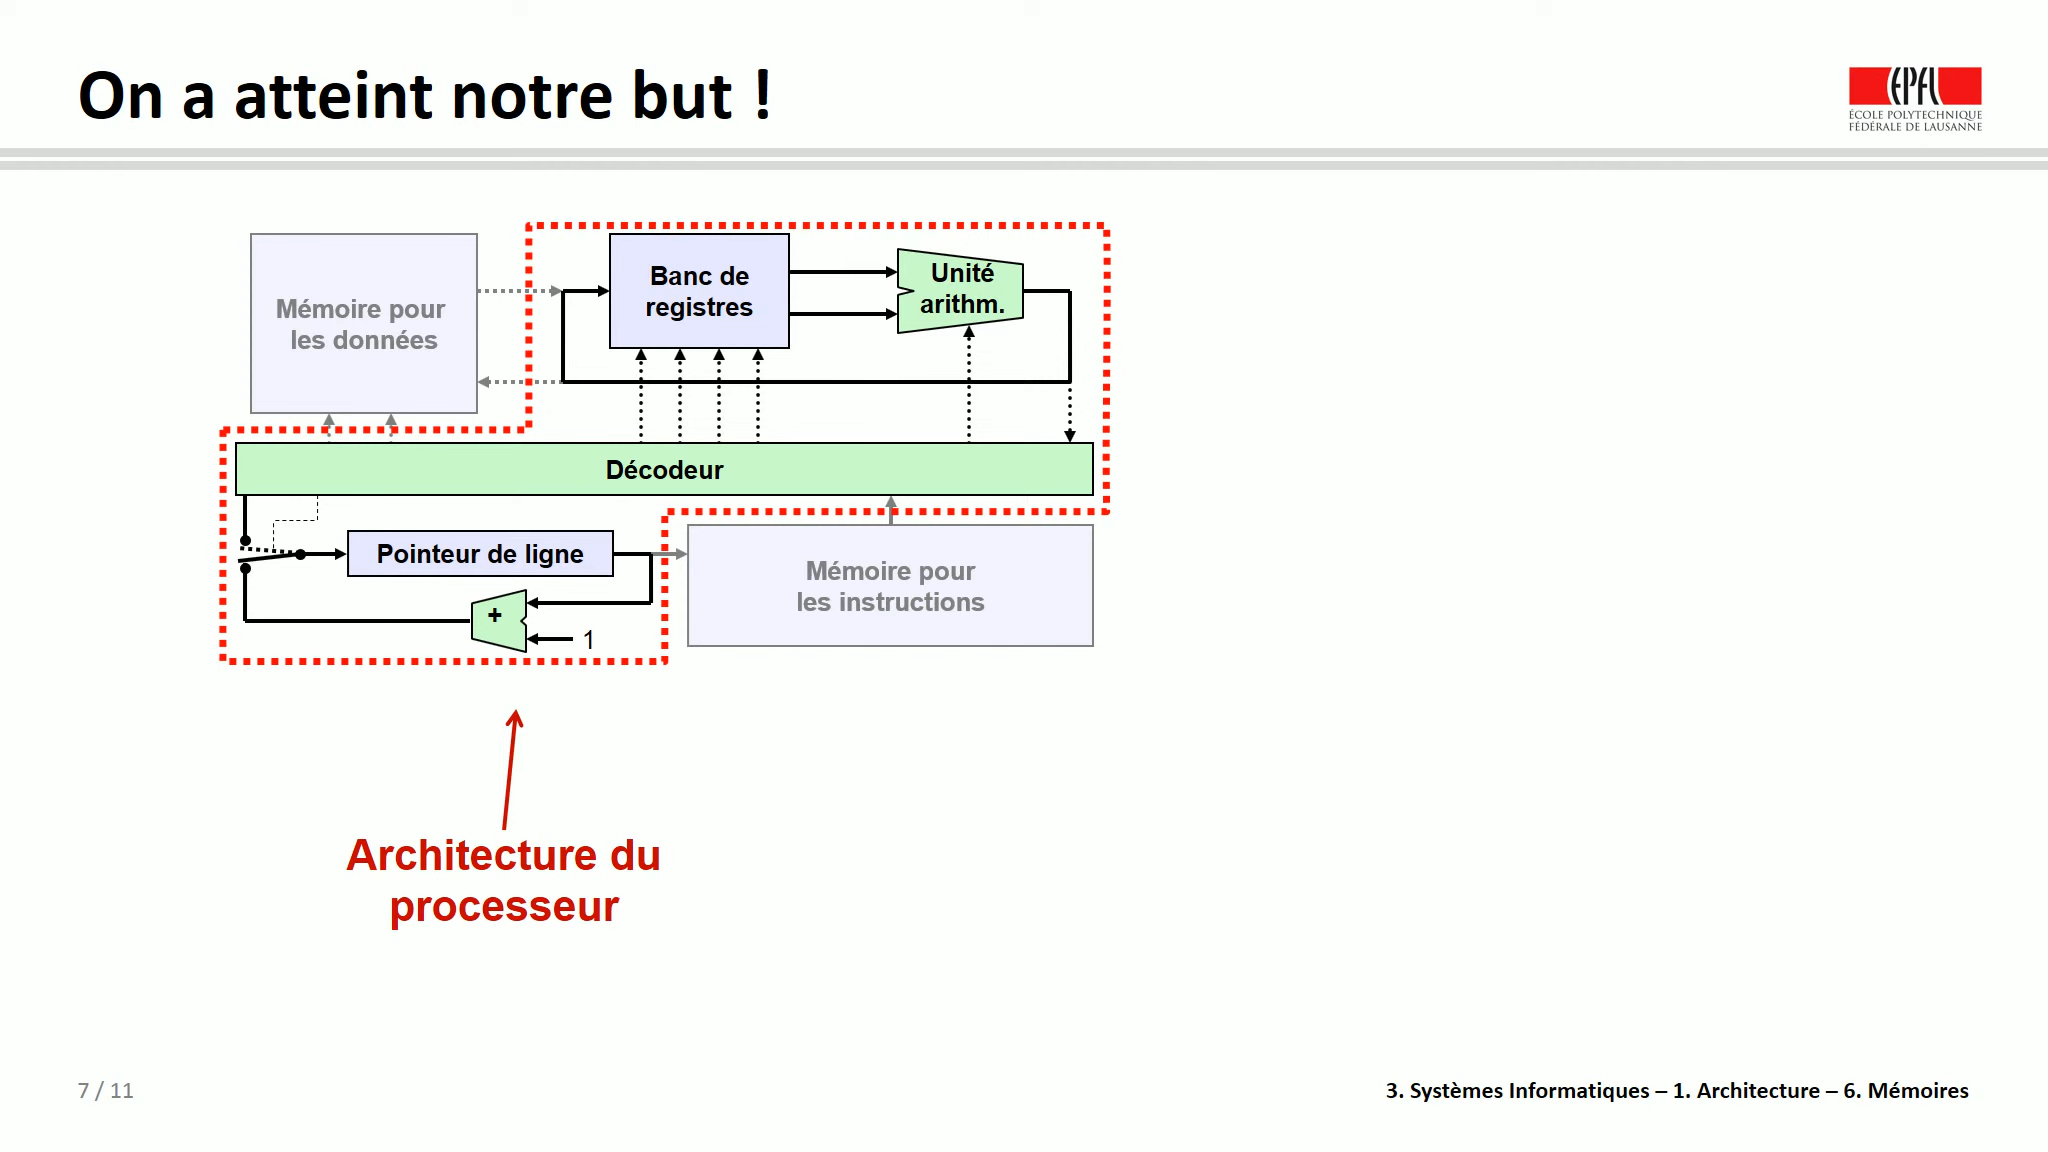 On a atteint notre but !
EPFL
ÉCOLE POLYTECHNIQUE
FÉDÉRALE DE LAUSANNE
Mémoire pour
les données
Banc de
registres
Unité
arithm.
Décodeur
Pointeur de ligne
+
1
Mémoire pour
les instructions
Architecture du
processeur
7 / 11
3. Systèmes Informatiques – 1. Architecture – 6. Mémoires